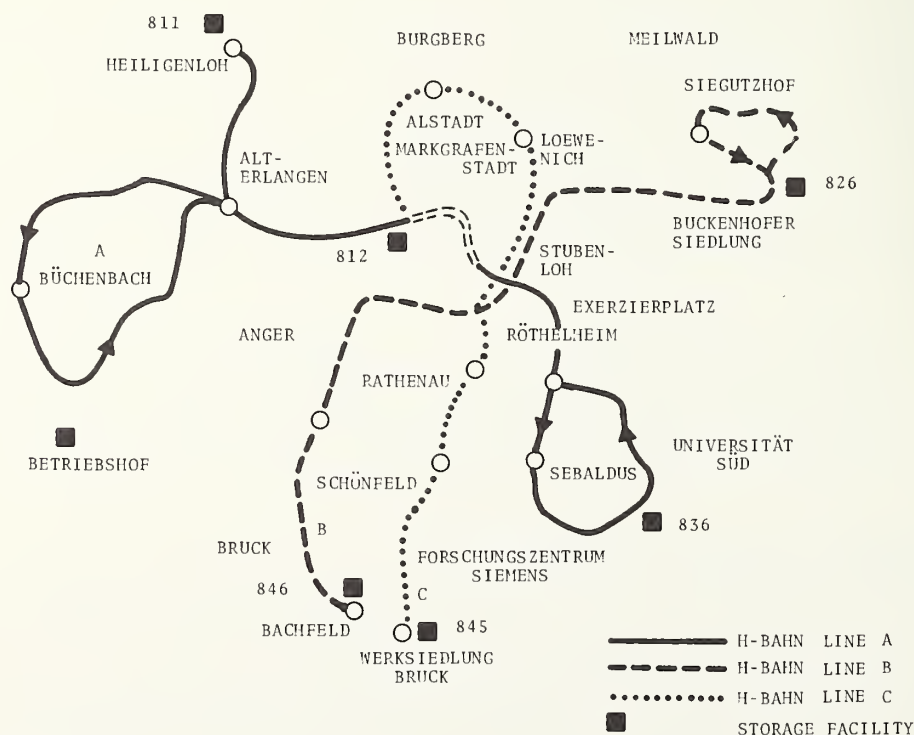 811
HEILIGENLOH
BURGBERG
MEILWALD
SIEGUTZHOF
ALSTADT
MARKGRAFEN-
STADT
LOEWE-
NICH
ALT-
ERLANGEN
826
BUCKENHOFER
SIEDLUNG
812
STUBEN-
LOH
A
BÜCHENBACH
EXERZIERPLATZ
ANGER
RÖTHELHEIM
RATHENAU
BETRIEBSHOF
UNIVERSITÄT
SÜD
SCHÖNFELD
SEBALDUS
836
B
BRUCK
FORSCHUNGSZENTRUM
SIEMENS
846
C
BACHFELD
845
WERKSIEDLUNG
BRUCK
H-BAHN LINE A
H-BAHN LINE B
H-BAHN LINE C
STORAGE FACILITY